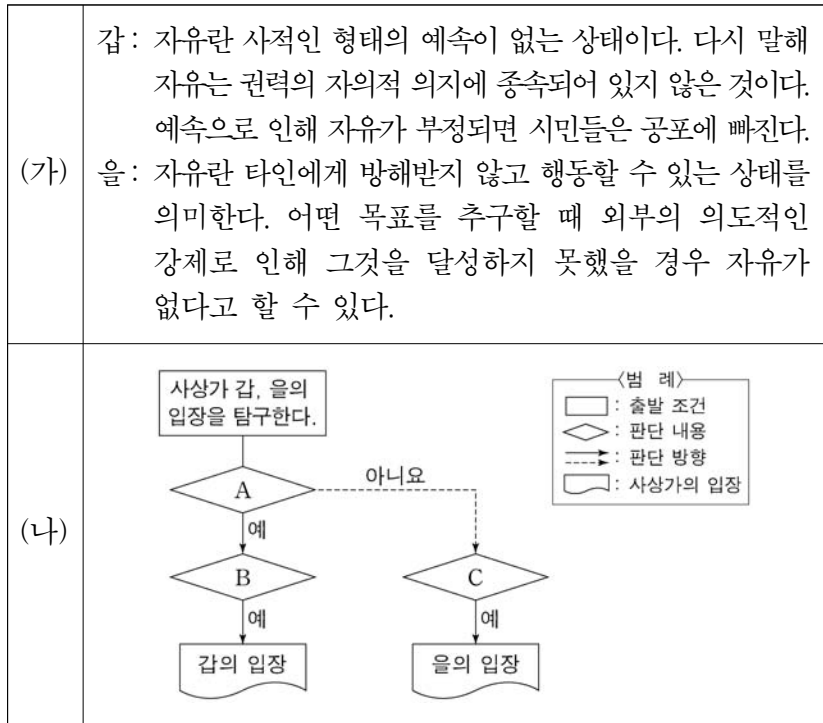 갑: 자유란 사적인 형태의 예속이 없는 상태이다. 다시 말해
자유는 권력의 자의적 의지에 종속되어 있지 않은 것이다.
예속으로 인해 자유가 부정되면 시민들은 공포에 빠진다.
(가)
을: 자유란 타인에게 방해받지 않고 행동할 수 있는 상태를
의미한다. 어떤 목표를 추구할 때 외부의 의도적인
강제로 인해 그것을 달성하지 못했을 경우 자유가
없다고 할 수 있다.
(나)
사상가 갑, 을의
입장을 탐구한다.
<범 례>
: 출발 조건
: 판단 내용
: 판단 방향
: 사상가의 입장
A
아니요
예
B
C
예
예
갑의 입장
을의 입장